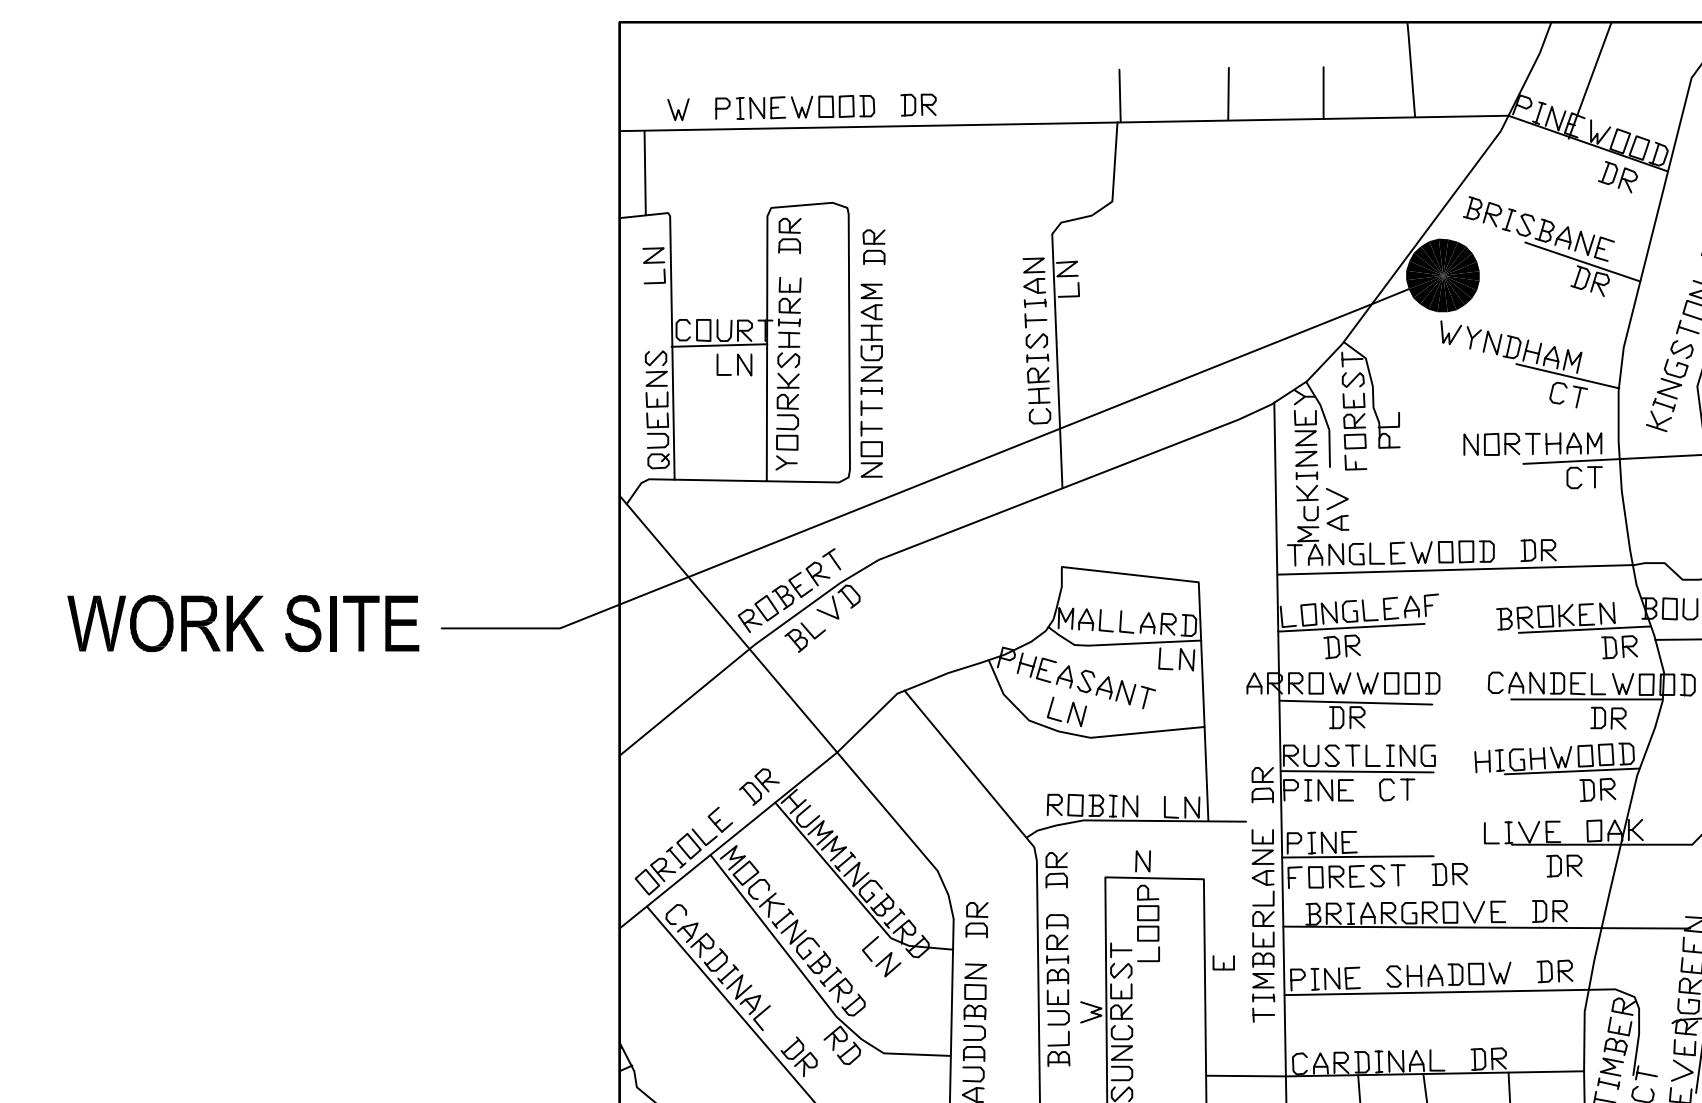 W PINEWOOD DR
PINEWOOD
DR
BRISBANE
DR
QUEENS LN
COURT
LN
YOURKSHIRE DR
NOTTINGHAM DR
CHRISTIAN
LN
WYNDHAM
CT
KINGSTON
McKINNEY
AV
FOREST
PL
NORTHAM
CT
TANGLEWOOD DR
WORK SITE
ROBERT
BLVD
MALLARD
LN
PHEASANT
LN
LONGLEAF
DR
BROKEN
DR
BOU
ARROWWOOD
DR
CANDELWOOD
DR
RUSTLING
PINE CT
HIGHWOOD
DR
ORIOLE DR
HUMMINGBIRD
LN
ROBIN LN
TIMBERLANE DR
PINE
FOREST DR
LIVE OAK
DR
MOCKINGBIRD
RD
CARDINAL DR
AUDUBON DR
BLUEBIRD DR
N
LOOP
W
SUNCREST
E
BRIARGROVE DR
PINE SHADOW DR
CARDINAL DR
TIMBER
CT
EVERGREEN